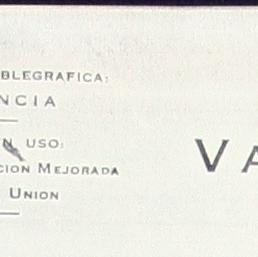 BLEGRAFICA:
NCIA
N USO:
CION MEJORADA
UNION
VA